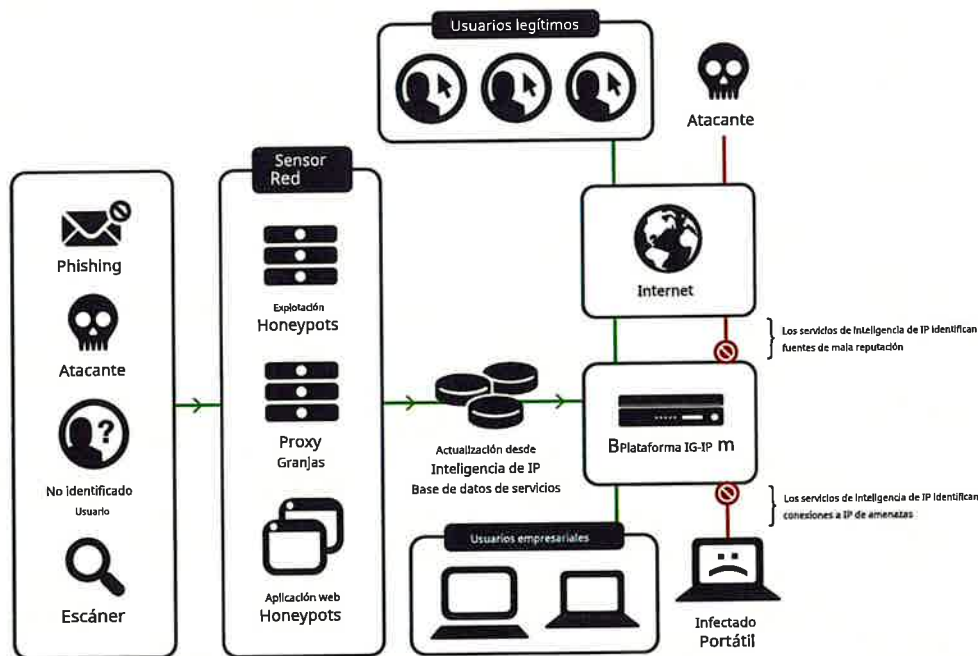 Usuarios legítimos
Atacante
Sensor
Red
Phishing
Atacante
No identificado
Usuario
Escáner
Explotación
Honeypots
Proxy
Granjas
Aplicación web
Honeypots
Actualización desde
Inteligencia de IP
Base de datos de servicios
Internet
Los servicios de inteligencia de IP identifican
fuentes de mala reputación
BPlataforma IG-IP m
Los servicios de inteligencia de IP identifican
conexiones a IP de amenazas
Usuarios empresariales
Infectado
Portátil